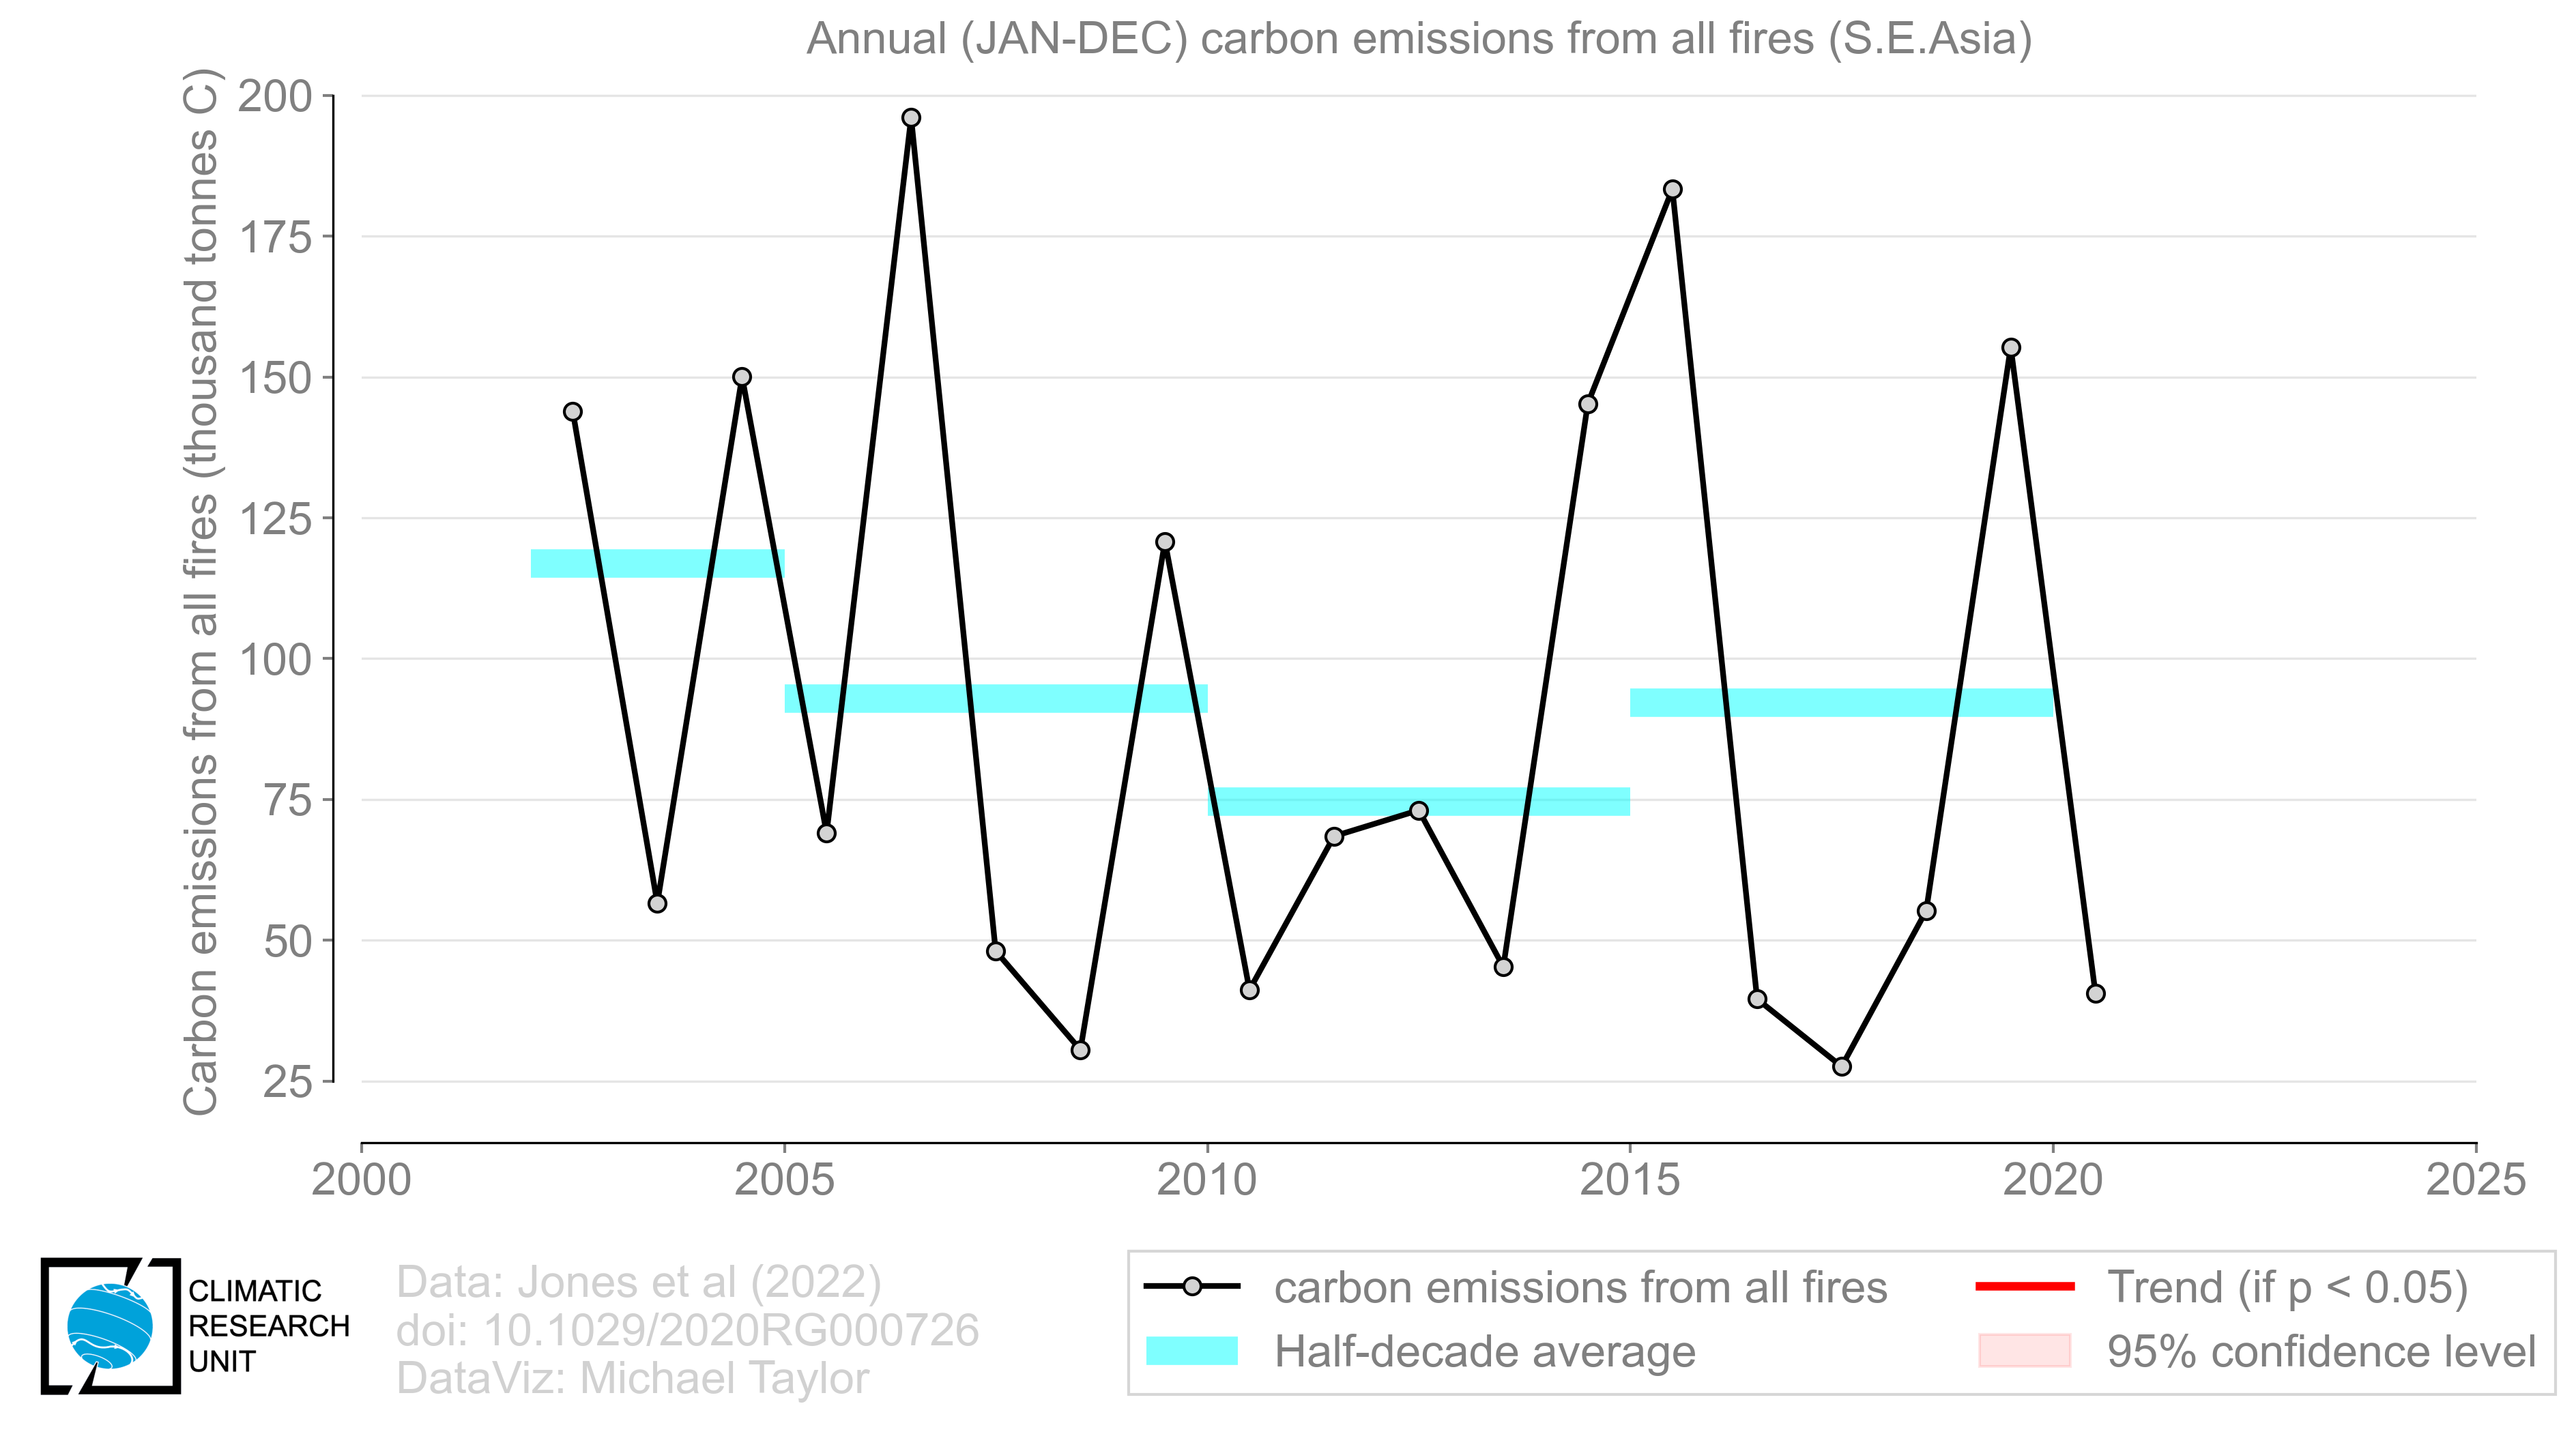 Annual (JAN-DEC) carbon emissions from all fires (S.E.Asia)
Carbon emissions from all fires (thousand tonnes C)
200
175
150
125
100
75
50
25
2000 2005 2010 2015 2020 2025
CLIMATIC
RESEARCH
UNIT
Data: Jones et al (2022)
doi: 10.1029/2020RG000726
DataViz: Michael Taylor
carbon emissions from all fires
Half-decade average
Trend (if p < 0.05)
95% confidence level